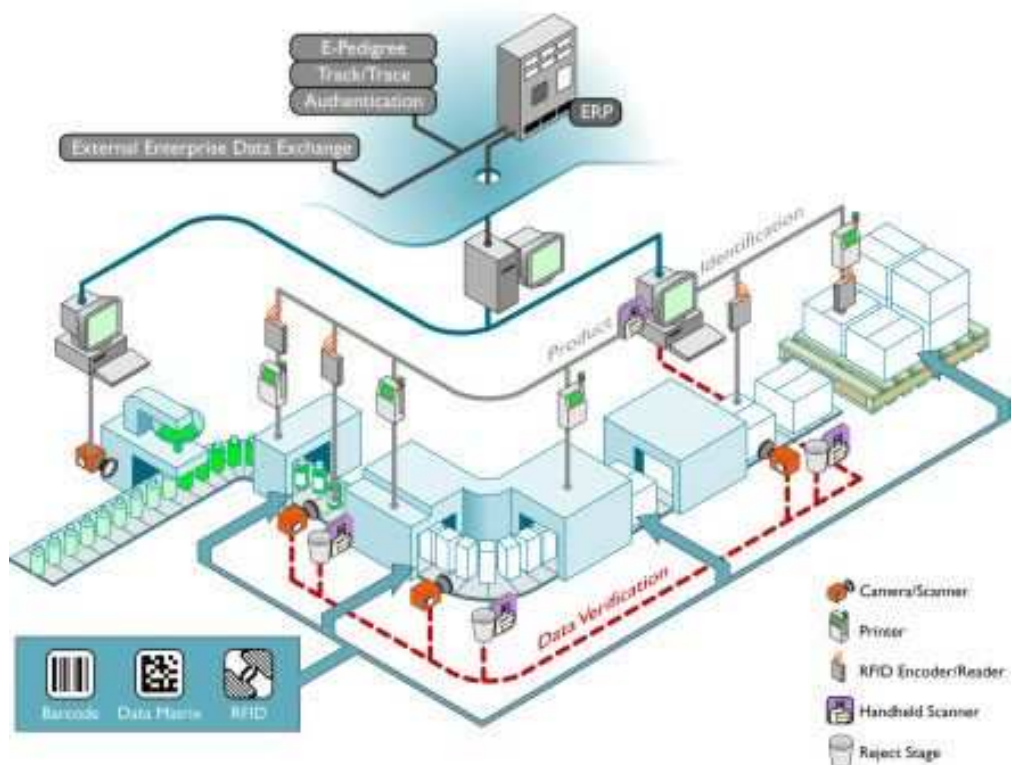 E-Pedigree
Track/Trace
Authentication
ERP
External Enterprise Data Exchange
Product
Identification
Data Verification
Barcode
Data Matrix
RFID
Camera/Scanner
Printer
RFID Encoder/Reader
Handheld Scanner
Reject Stage